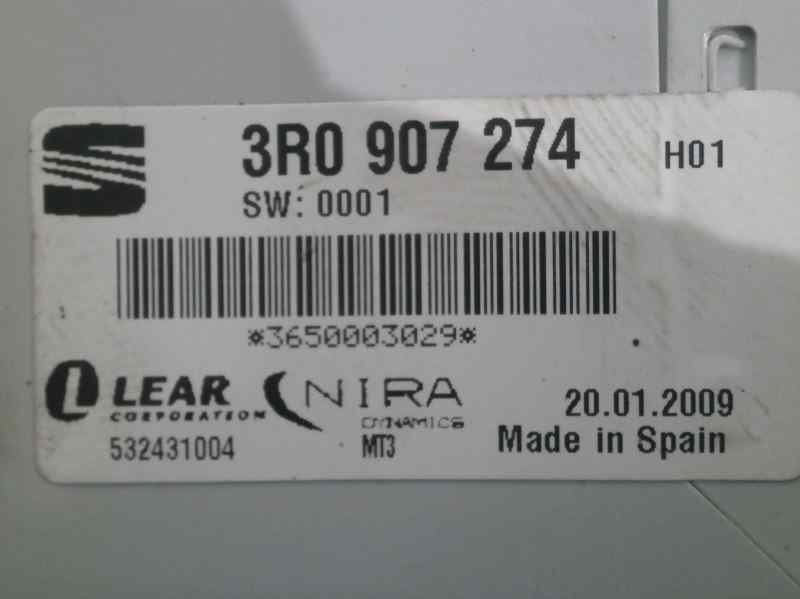 3R0 907 274 H01
SW: 0001
*3650003029*
LEAR NIRA
CORPORATION DYNAMICS
20.01.2009
532431004 MT3 Made in Spain